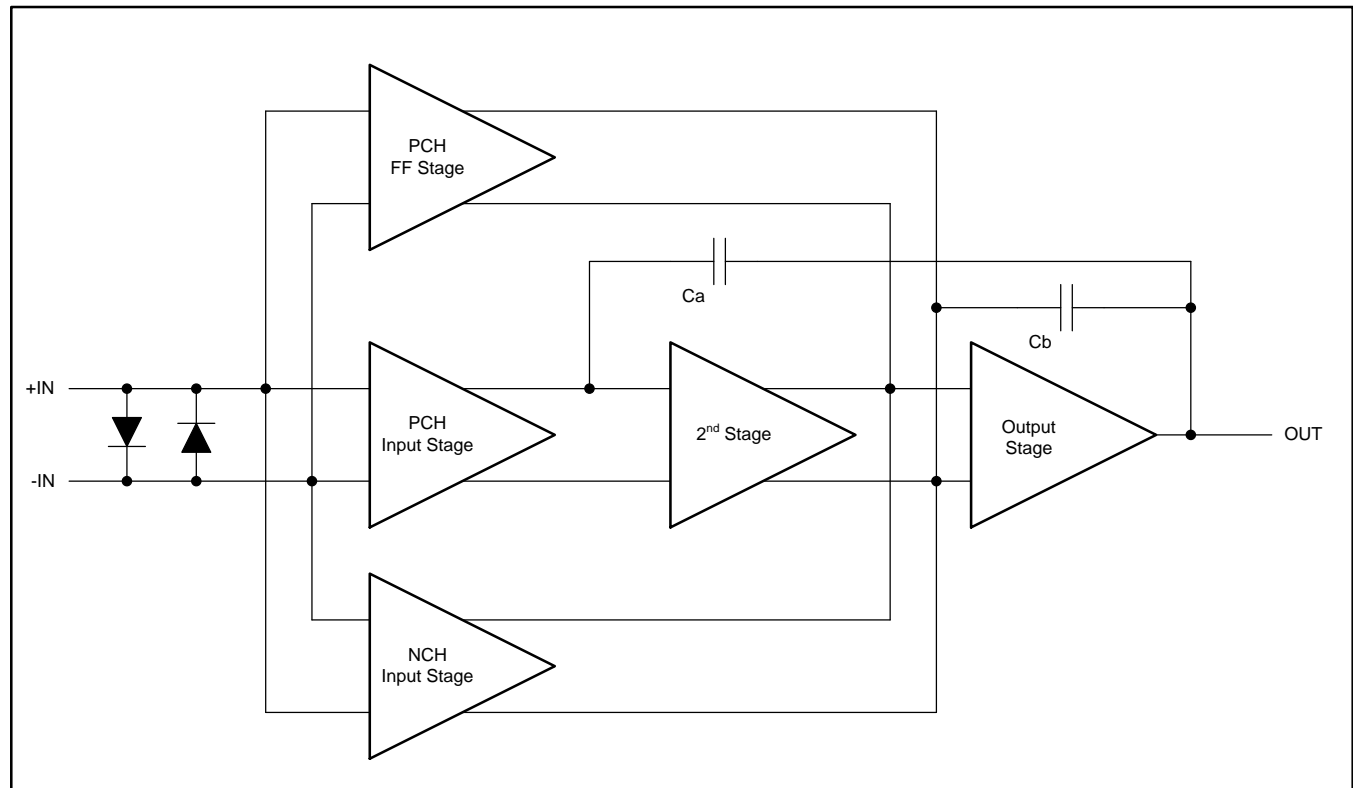 PCH
FF Stage
Ca
Cb
+IN
-IN
PCH
Input Stage
2nd Stage
Output
Stage
OUT
NCH
Input Stage